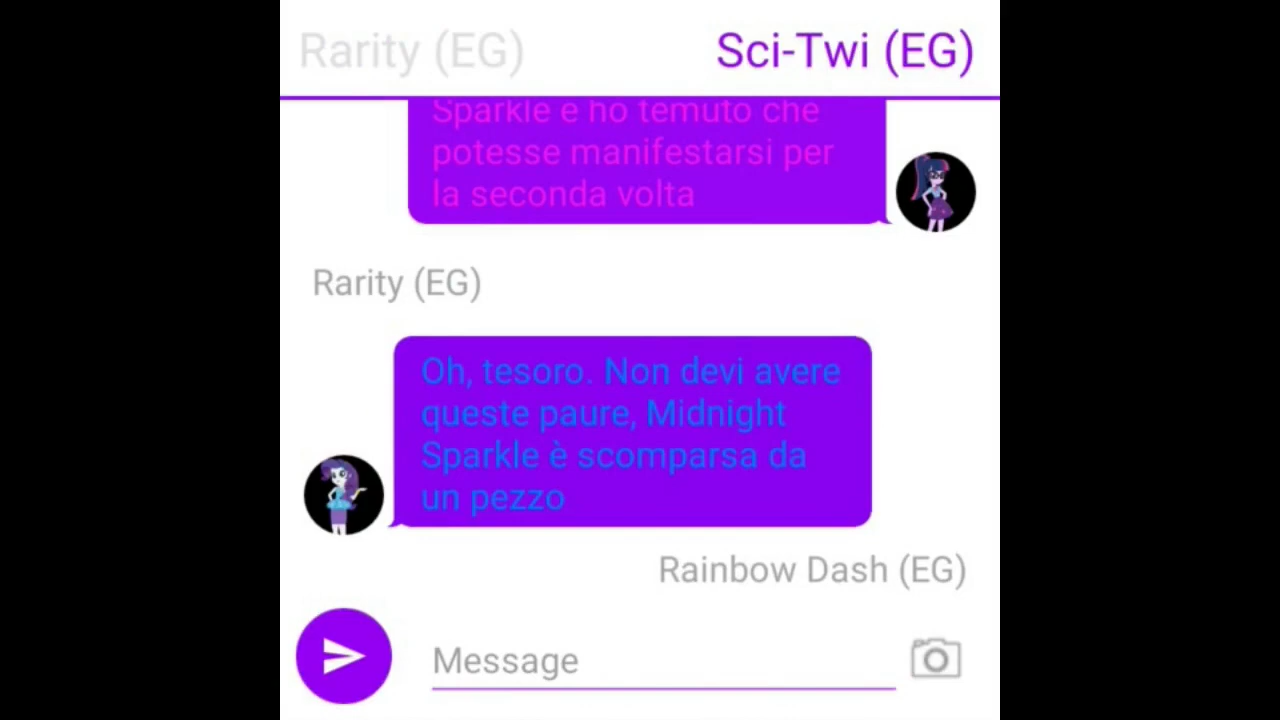 Rarity (EG) Sci-Twi (EG)
Sparkle e ho temuto che
potesse manifestarsi per
la seconda volta
Rarity (EG)
Oh, tesoro. Non devi avere
queste paure, Midnight
Sparkle è scomparsa da
un pezzo
Rainbow Dash (EG)
Message